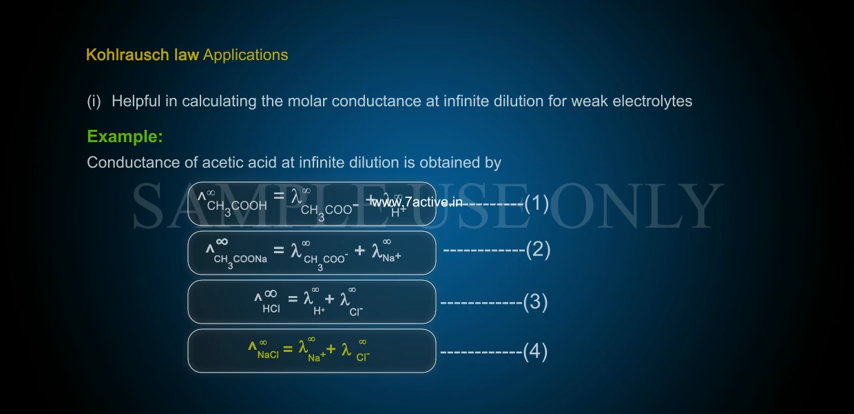 Kohlrausch law Applications
(i) Helpful in calculating the molar conductance at infinite dilution for weak electrolytes
Example:
Conductance of acetic acid at infinite dilution is obtained by
SAMPLE USE ONLY
www.7active.in
^∞CH₃COOH = λ∞CH₃COO⁻ + λ∞H⁺ ------------(1)
^∞CH₃COONa = λ∞CH₃COO⁻ + λ∞Na⁺ ------------(2)
^∞HCl = λ∞H⁺ + λ∞Cl⁻ ------------(3)
^∞NaCl = λ∞Na⁺ + λ∞Cl⁻ ------------(4)